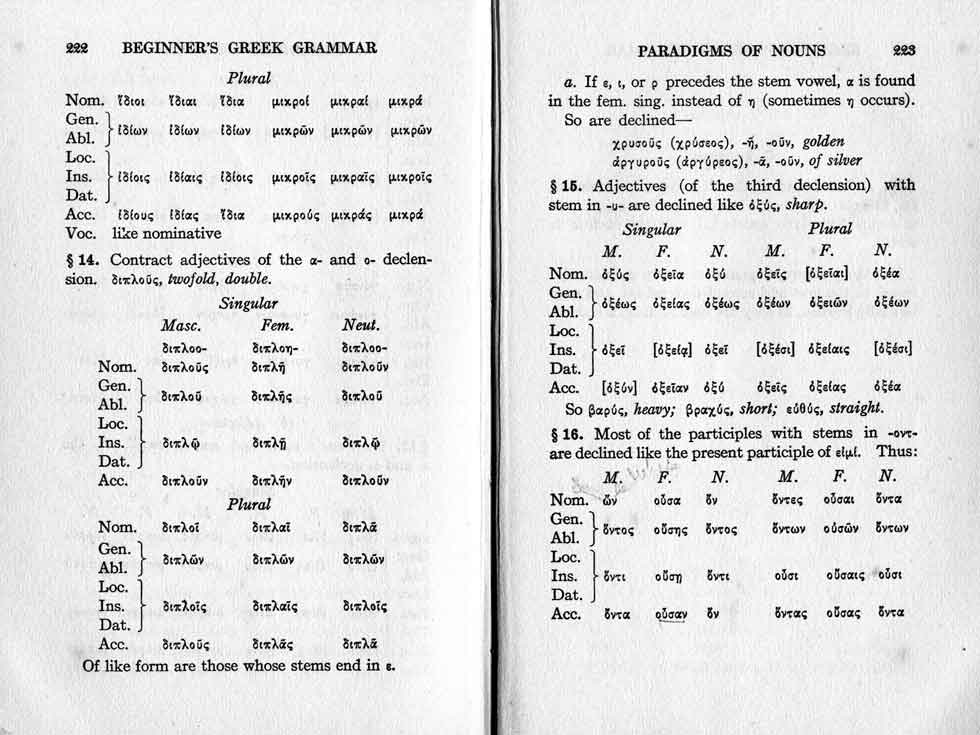 222 BEGINNER'S GREEK GRAMMAR
Plural
Nom. ἴδιοι ἴδιαι ἴδια μικροί μικραί μικρά
Gen.
Abl. ἰδίων ἰδίων ἰδίων μικρῶν μικρῶν μικρῶν
Loc.
Ins. ἰδίοις ἰδίαις ἰδίοις μικροῖς μικραῖς μικροῖς
Dat.
Acc. ἰδίους ἰδίας ἴδια μικρούς μικράς μικρά
Voc. like nominative
§ 14. Contract adjectives of the α- and ο- declen-
sion. διπλοῦς, twofold, double.
Singular
Masc. Fem. Neut.
διπλοο- διπλοη- διπλοο-
Nom. διπλοῦς διπλῆ διπλοῦν
Gen.
Abl. διπλοῦ διπλῆς διπλοῦ
Loc.
Ins. διπλῷ διπλῇ διπλῷ
Dat.
Acc. διπλοῦν διπλῆν διπλοῦν
Plural
Nom. διπλοῖ διπλαῖ διπλᾶ
Gen.
Abl. διπλῶν διπλῶν διπλῶν
Loc.
Ins. διπλοῖς διπλαῖς διπλοῖς
Dat.
Acc. διπλοῦς διπλᾶς διπλᾶ
Of like form are those whose stems end in ε.
PARADIGMS OF NOUNS 223
a. If ε, ι, or ρ precedes the stem vowel, α is found
in the fem. sing. instead of η (sometimes η occurs).
So are declined—
χρυσοῦς (χρύσεος), -ῆ, -οῦν, golden
ἀργυροῦς (ἀργύρεος), -ᾶ, -οῦν, of silver
§ 15. Adjectives (of the third declension) with
stem in -υ- are declined like ὀξύς, sharp.
Singular Plural
M. F. N. M. F. N.
Nom. ὀξύς ὀξεῖα ὀξύ ὀξεῖς [ὀξεῖαι] ὀξέα
Gen.
Abl. ὀξέως ὀξείας ὀξέως ὀξέων ὀξειῶν ὀξέων
Loc.
Ins. ὀξεῖ [ὀξείᾳ] ὀξεῖ [ὀξέσι] ὀξείαις [ὀξέσι]
Dat.
Acc. [ὀξύν] ὀξεῖαν ὀξύ ὀξεῖς ὀξείας ὀξέα
So βαρύς, heavy; βραχύς, short; εὐθύς, straight.
§ 16. Most of the participles with stems in -οντ-
are declined like the present participle of εἰμί. Thus:
M. F. N. M. F. N.
Nom. ὤν οὖσα ὄν ὄντες οὖσαι ὄντα
Gen.
Abl. ὄντος οὔσης ὄντος ὄντων οὐσῶν ὄντων
Loc.
Ins. ὄντι οὔσῃ ὄντι οὖσι οὔσαις οὖσι
Dat.
Acc. ὄντα οὖσαν ὄν ὄντας οὔσας ὄντα